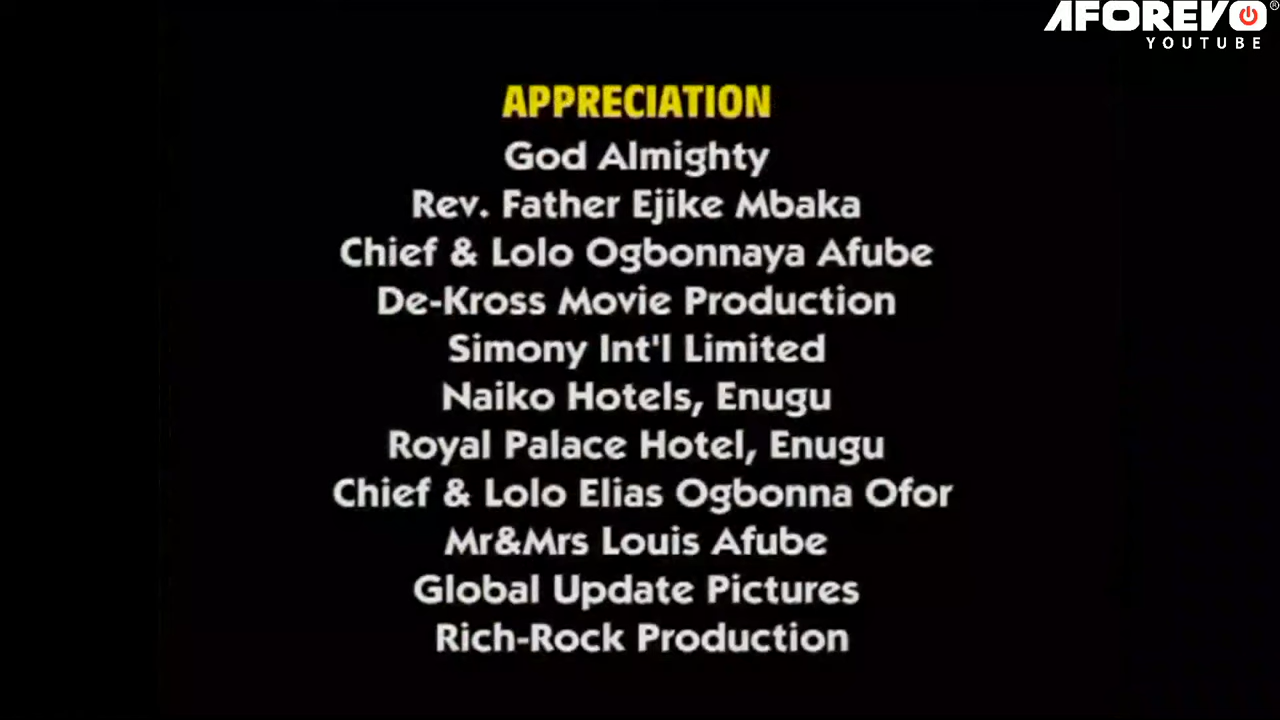 AFOREVO
YOUTUBE
APPRECIATION
God Almighty
Rev. Father Ejike Mbaka
Chief & Lolo Ogbonnaya Afube
De-Kross Movie Production
Simony Int'l Limited
Naiko Hotels, Enugu
Royal Palace Hotel, Enugu
Chief & Lolo Elias Ogbonna Ofor
Mr&Mrs Louis Afube
Global Update Pictures
Rich-Rock Production